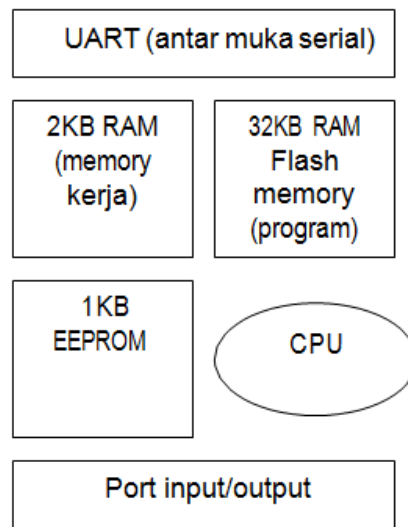 UART (antar muka serial)
2KB RAM
(memory
kerja)
32KB RAM
Flash
memory
(program)
1KB
EEPROM
CPU
Port input/output